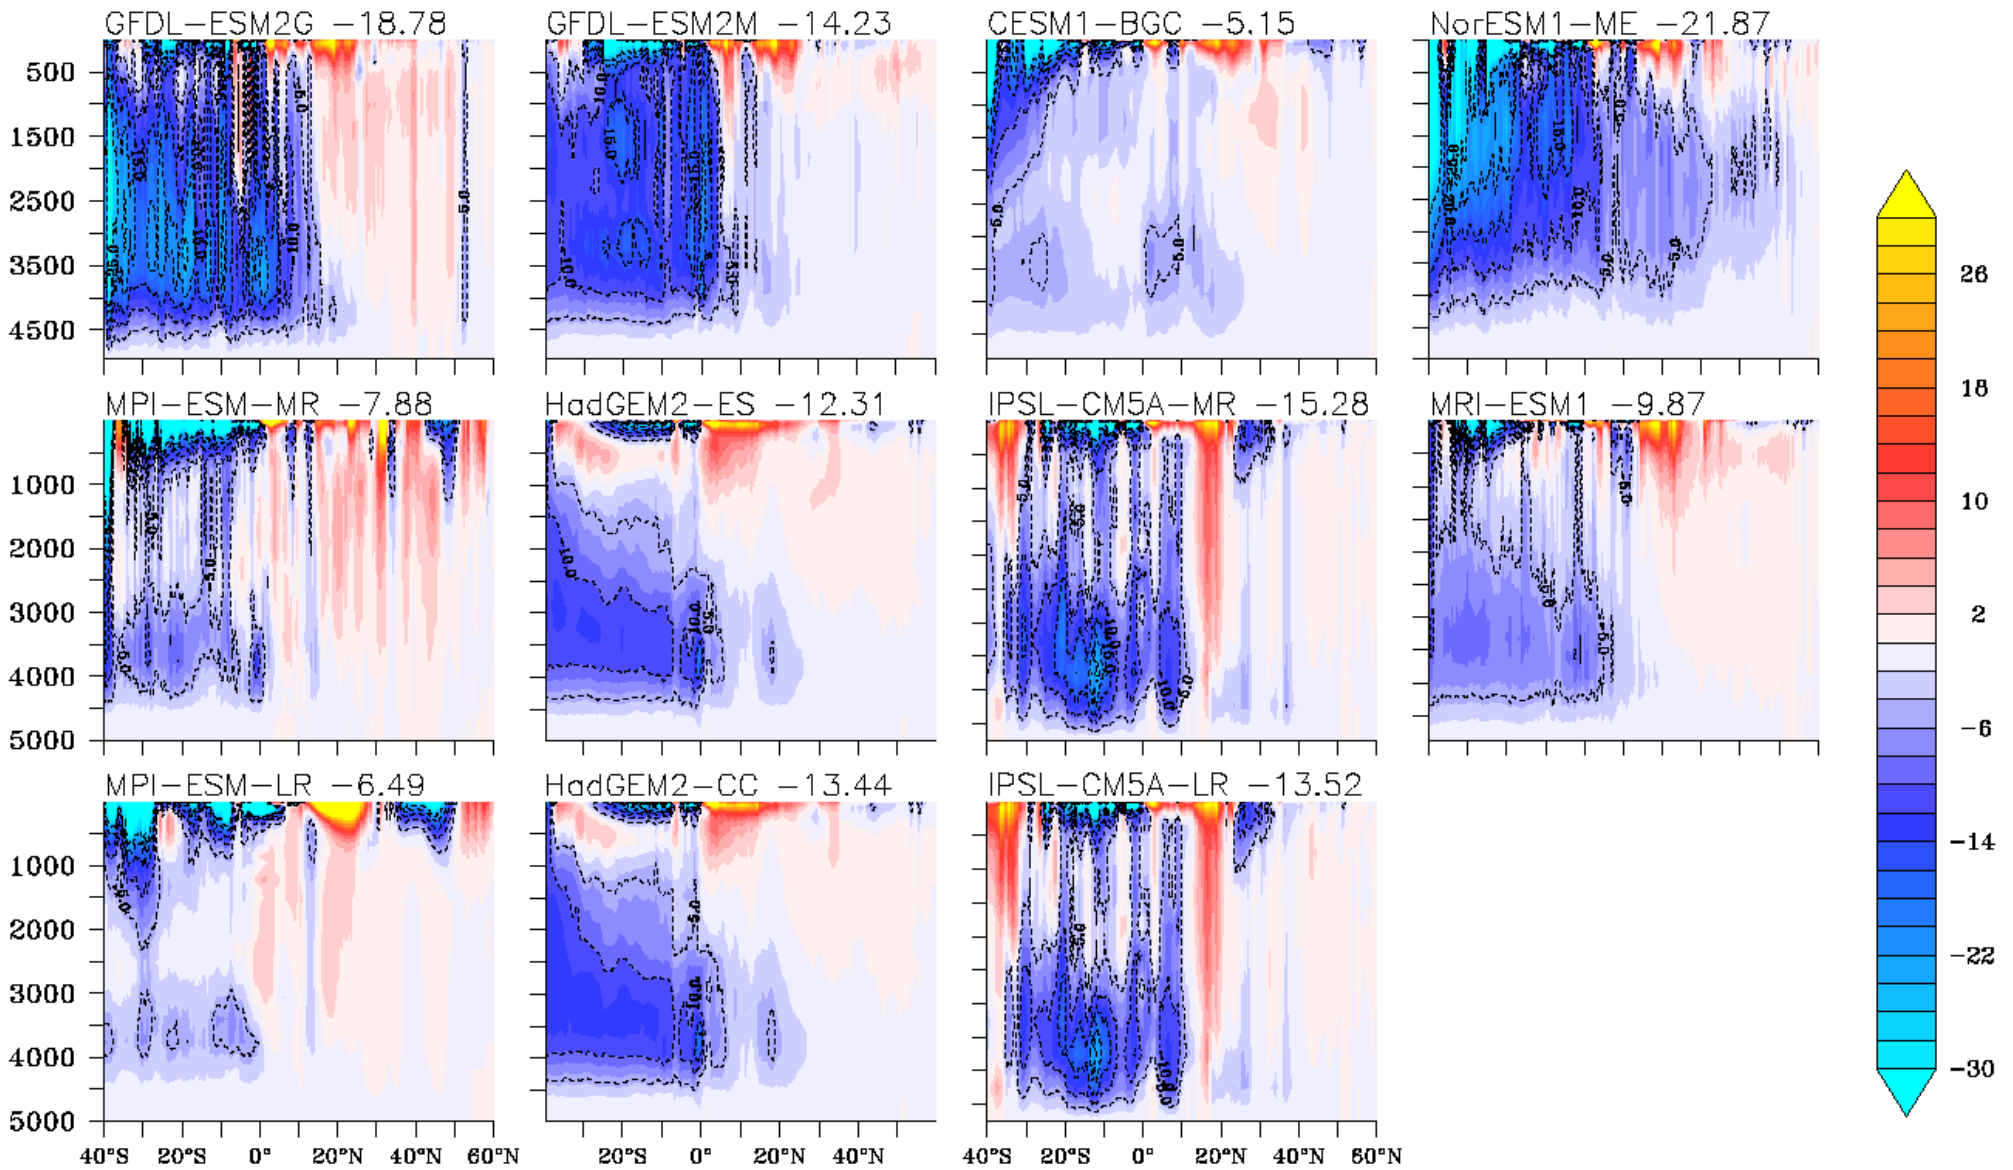 GFDL-ESM2G -18.78
GFDL-ESM2M -14.23
CESM1-BGC -5.15
NorESM1-ME -21.87
500
1500
2500
3500
4500
MPI-ESM-MR -7.88
HadGEM2-ES -12.31
IPSL-CM5A-MR -15.28
MRI-ESM1 -9.87
1000
2000
3000
4000
5000
MPI-ESM-LR -6.49
HadGEM2-CC -13.44
IPSL-CM5A-LR -13.52
1000
2000
3000
4000
5000
40°S 20°S 0° 20°N 40°N 60°N
20°S 0° 20°N 40°N
40°S 20°S 0° 20°N 40°N 60°N
26
18
10
2
-6
-14
-22
-30